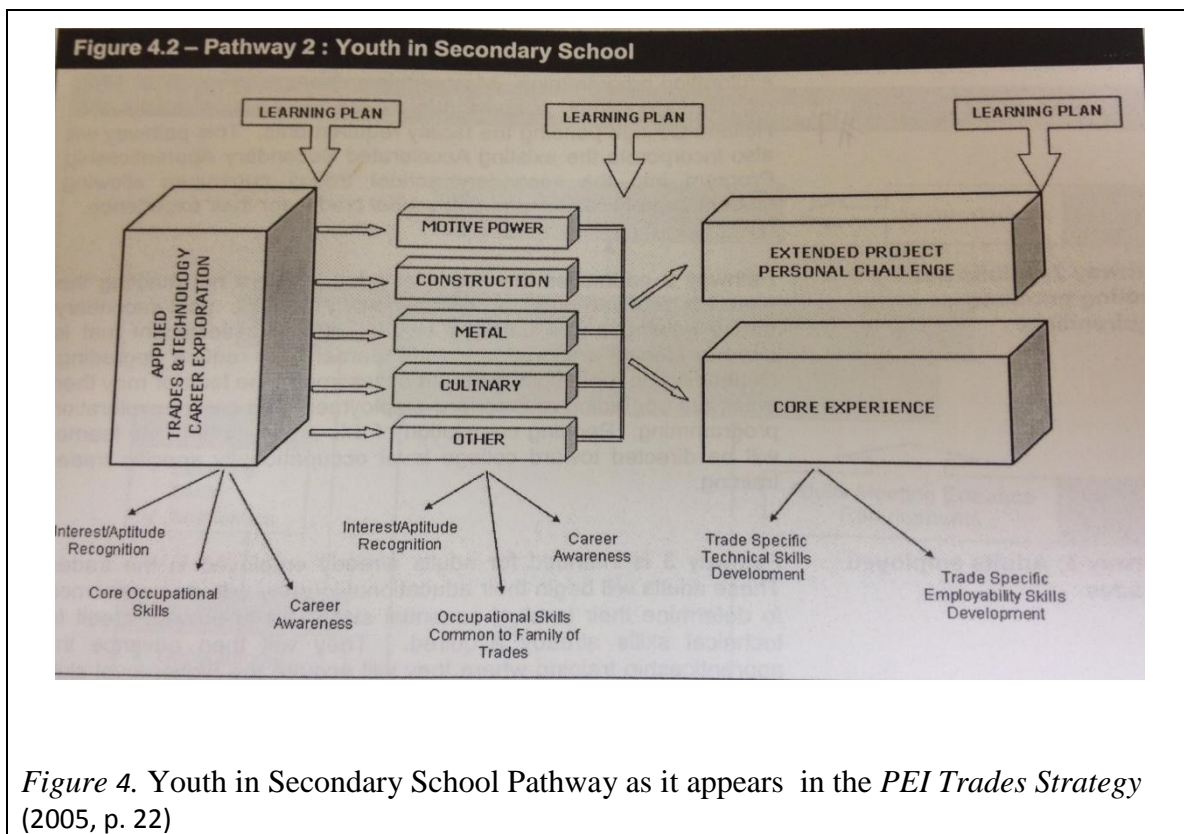 Figure 4.2 – Pathway 2 : Youth in Secondary School
LEARNING PLAN
LEARNING PLAN
LEARNING PLAN
APPLIED
TRADES & TECHNOLOGY
CAREER EXPLORATION
MOTIVE POWER
CONSTRUCTION
METAL
CULINARY
OTHER
EXTENDED PROJECT
PERSONAL CHALLENGE
CORE EXPERIENCE
Interest/Aptitude
Recognition
Core Occupational
Skills
Career
Awareness
Interest/Aptitude
Recognition
Occupational Skills
Common to Family of
Trades
Career
Awareness
Trade Specific
Technical Skills
Development
Trade Specific
Employability Skills
Development
Figure 4. Youth in Secondary School Pathway as it appears in the PEI Trades Strategy
(2005, p. 22)